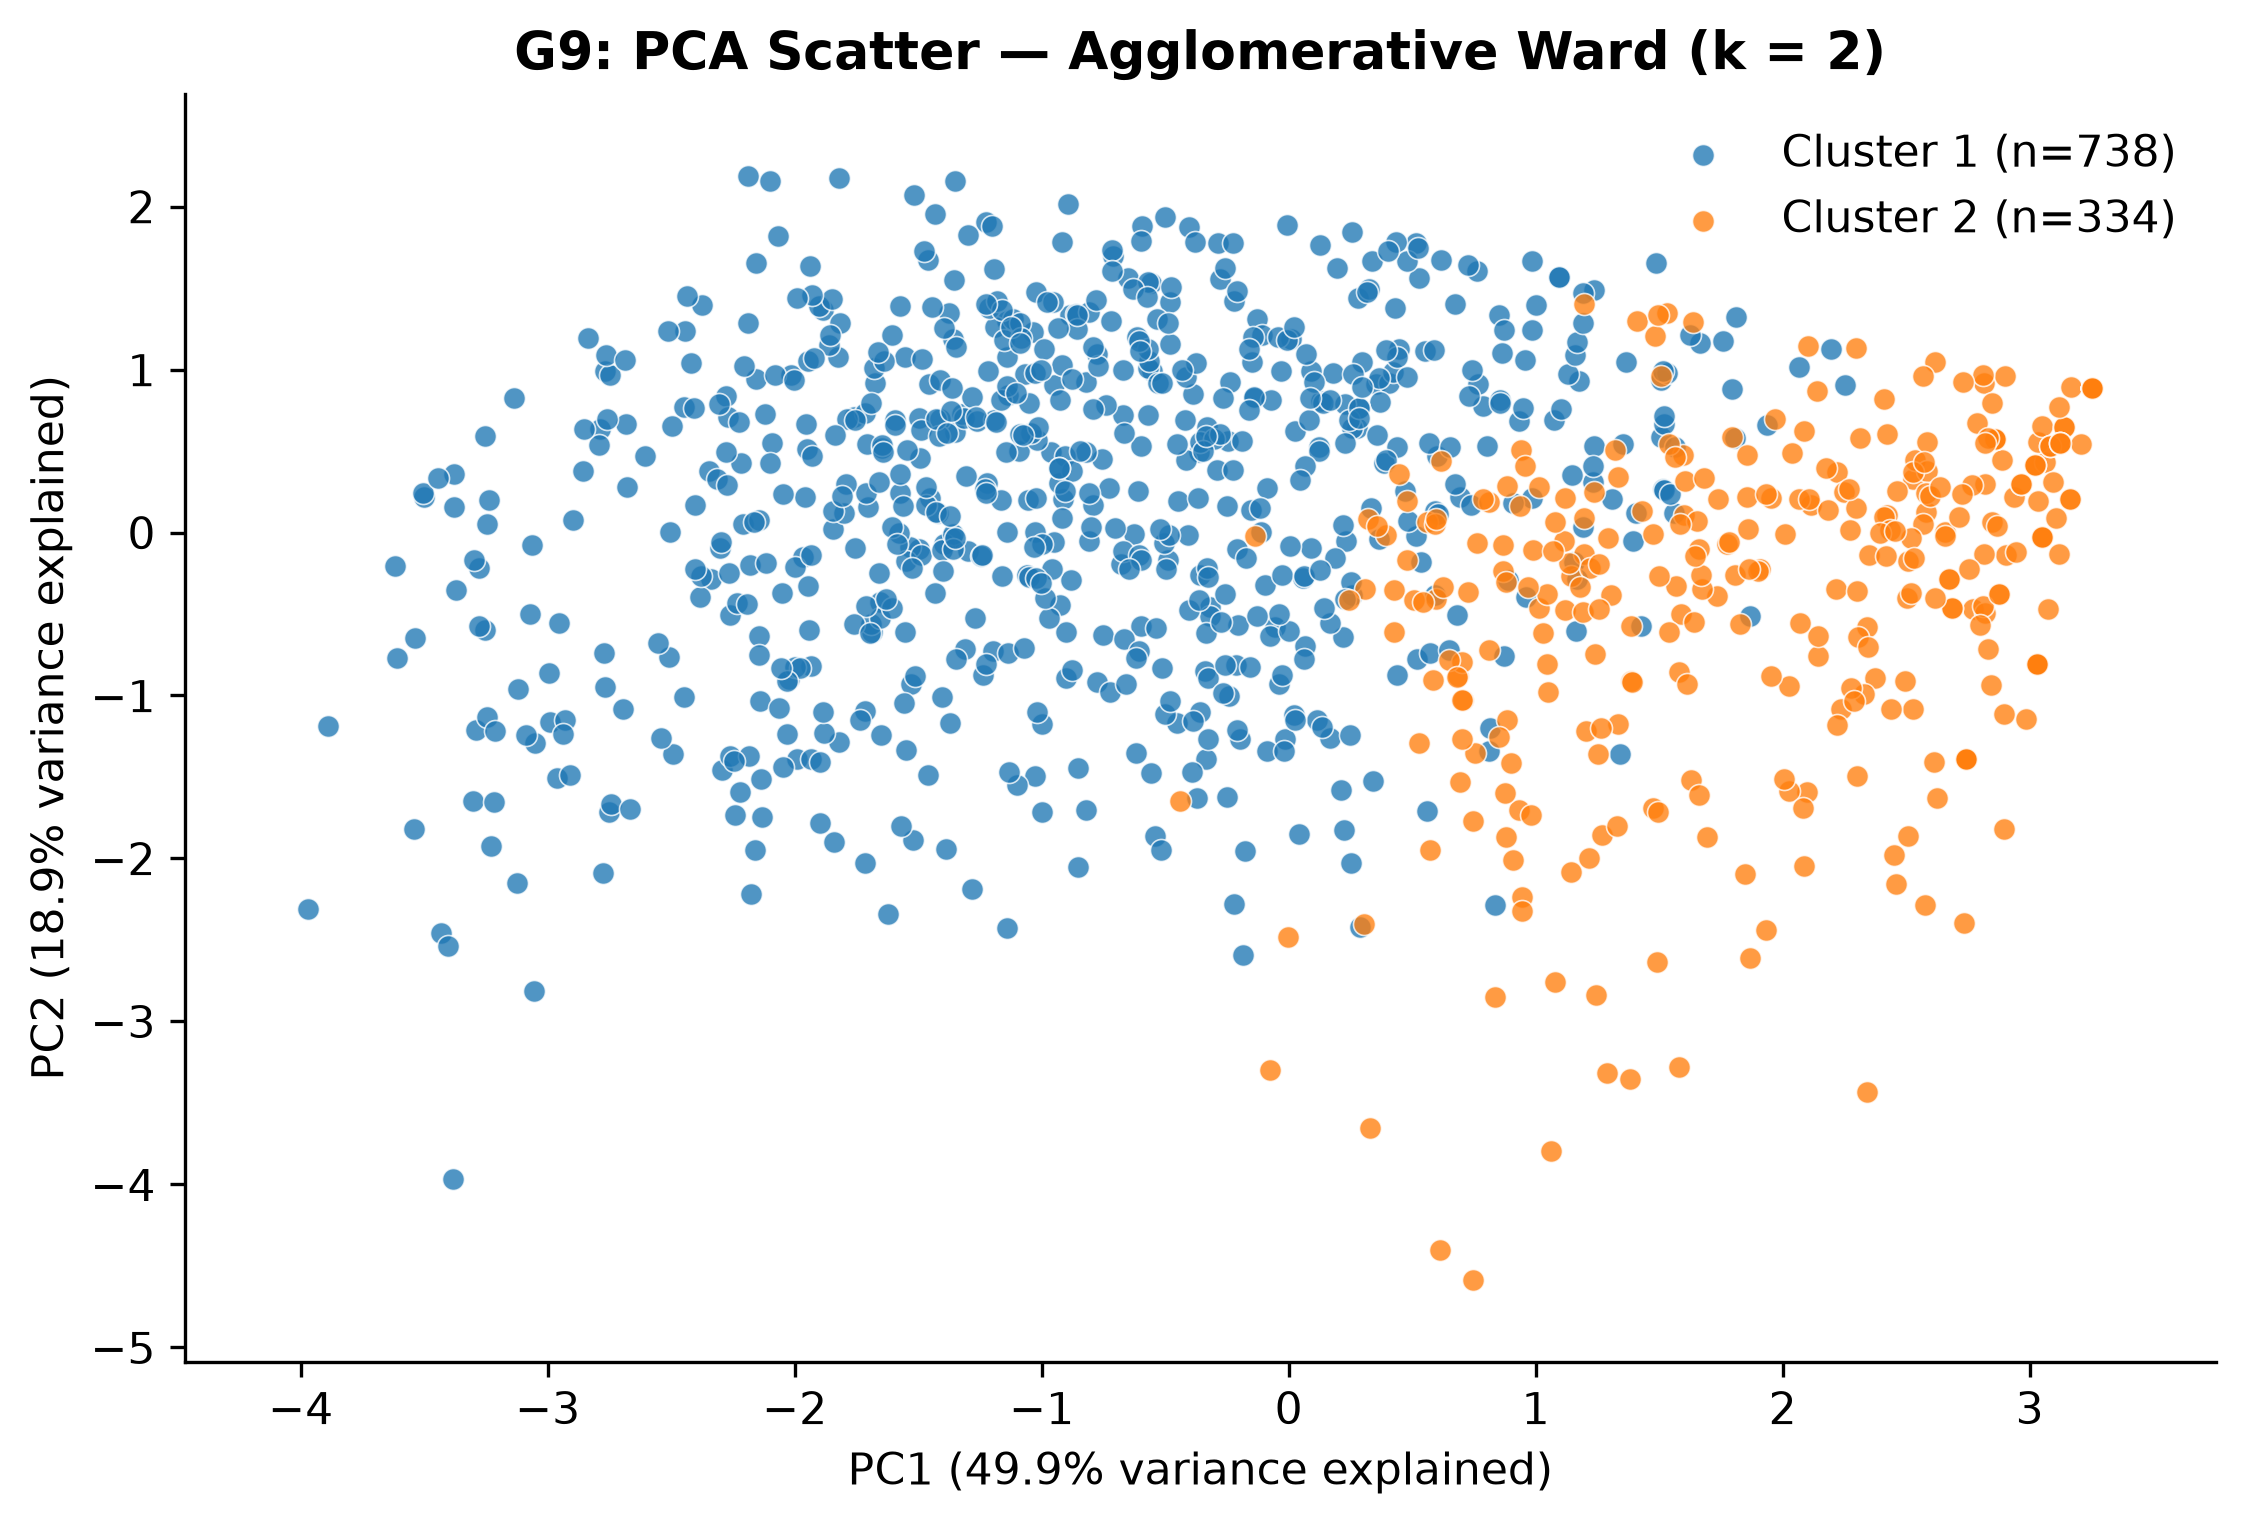 G9: PCA Scatter — Agglomerative Ward (k = 2)
Cluster 1 (n=738)
Cluster 2 (n=334)
PC2 (18.9% variance explained)
2
1
0
−1
−2
−3
−4
−5
−4 −3 −2 −1 0 1 2 3
PC1 (49.9% variance explained)